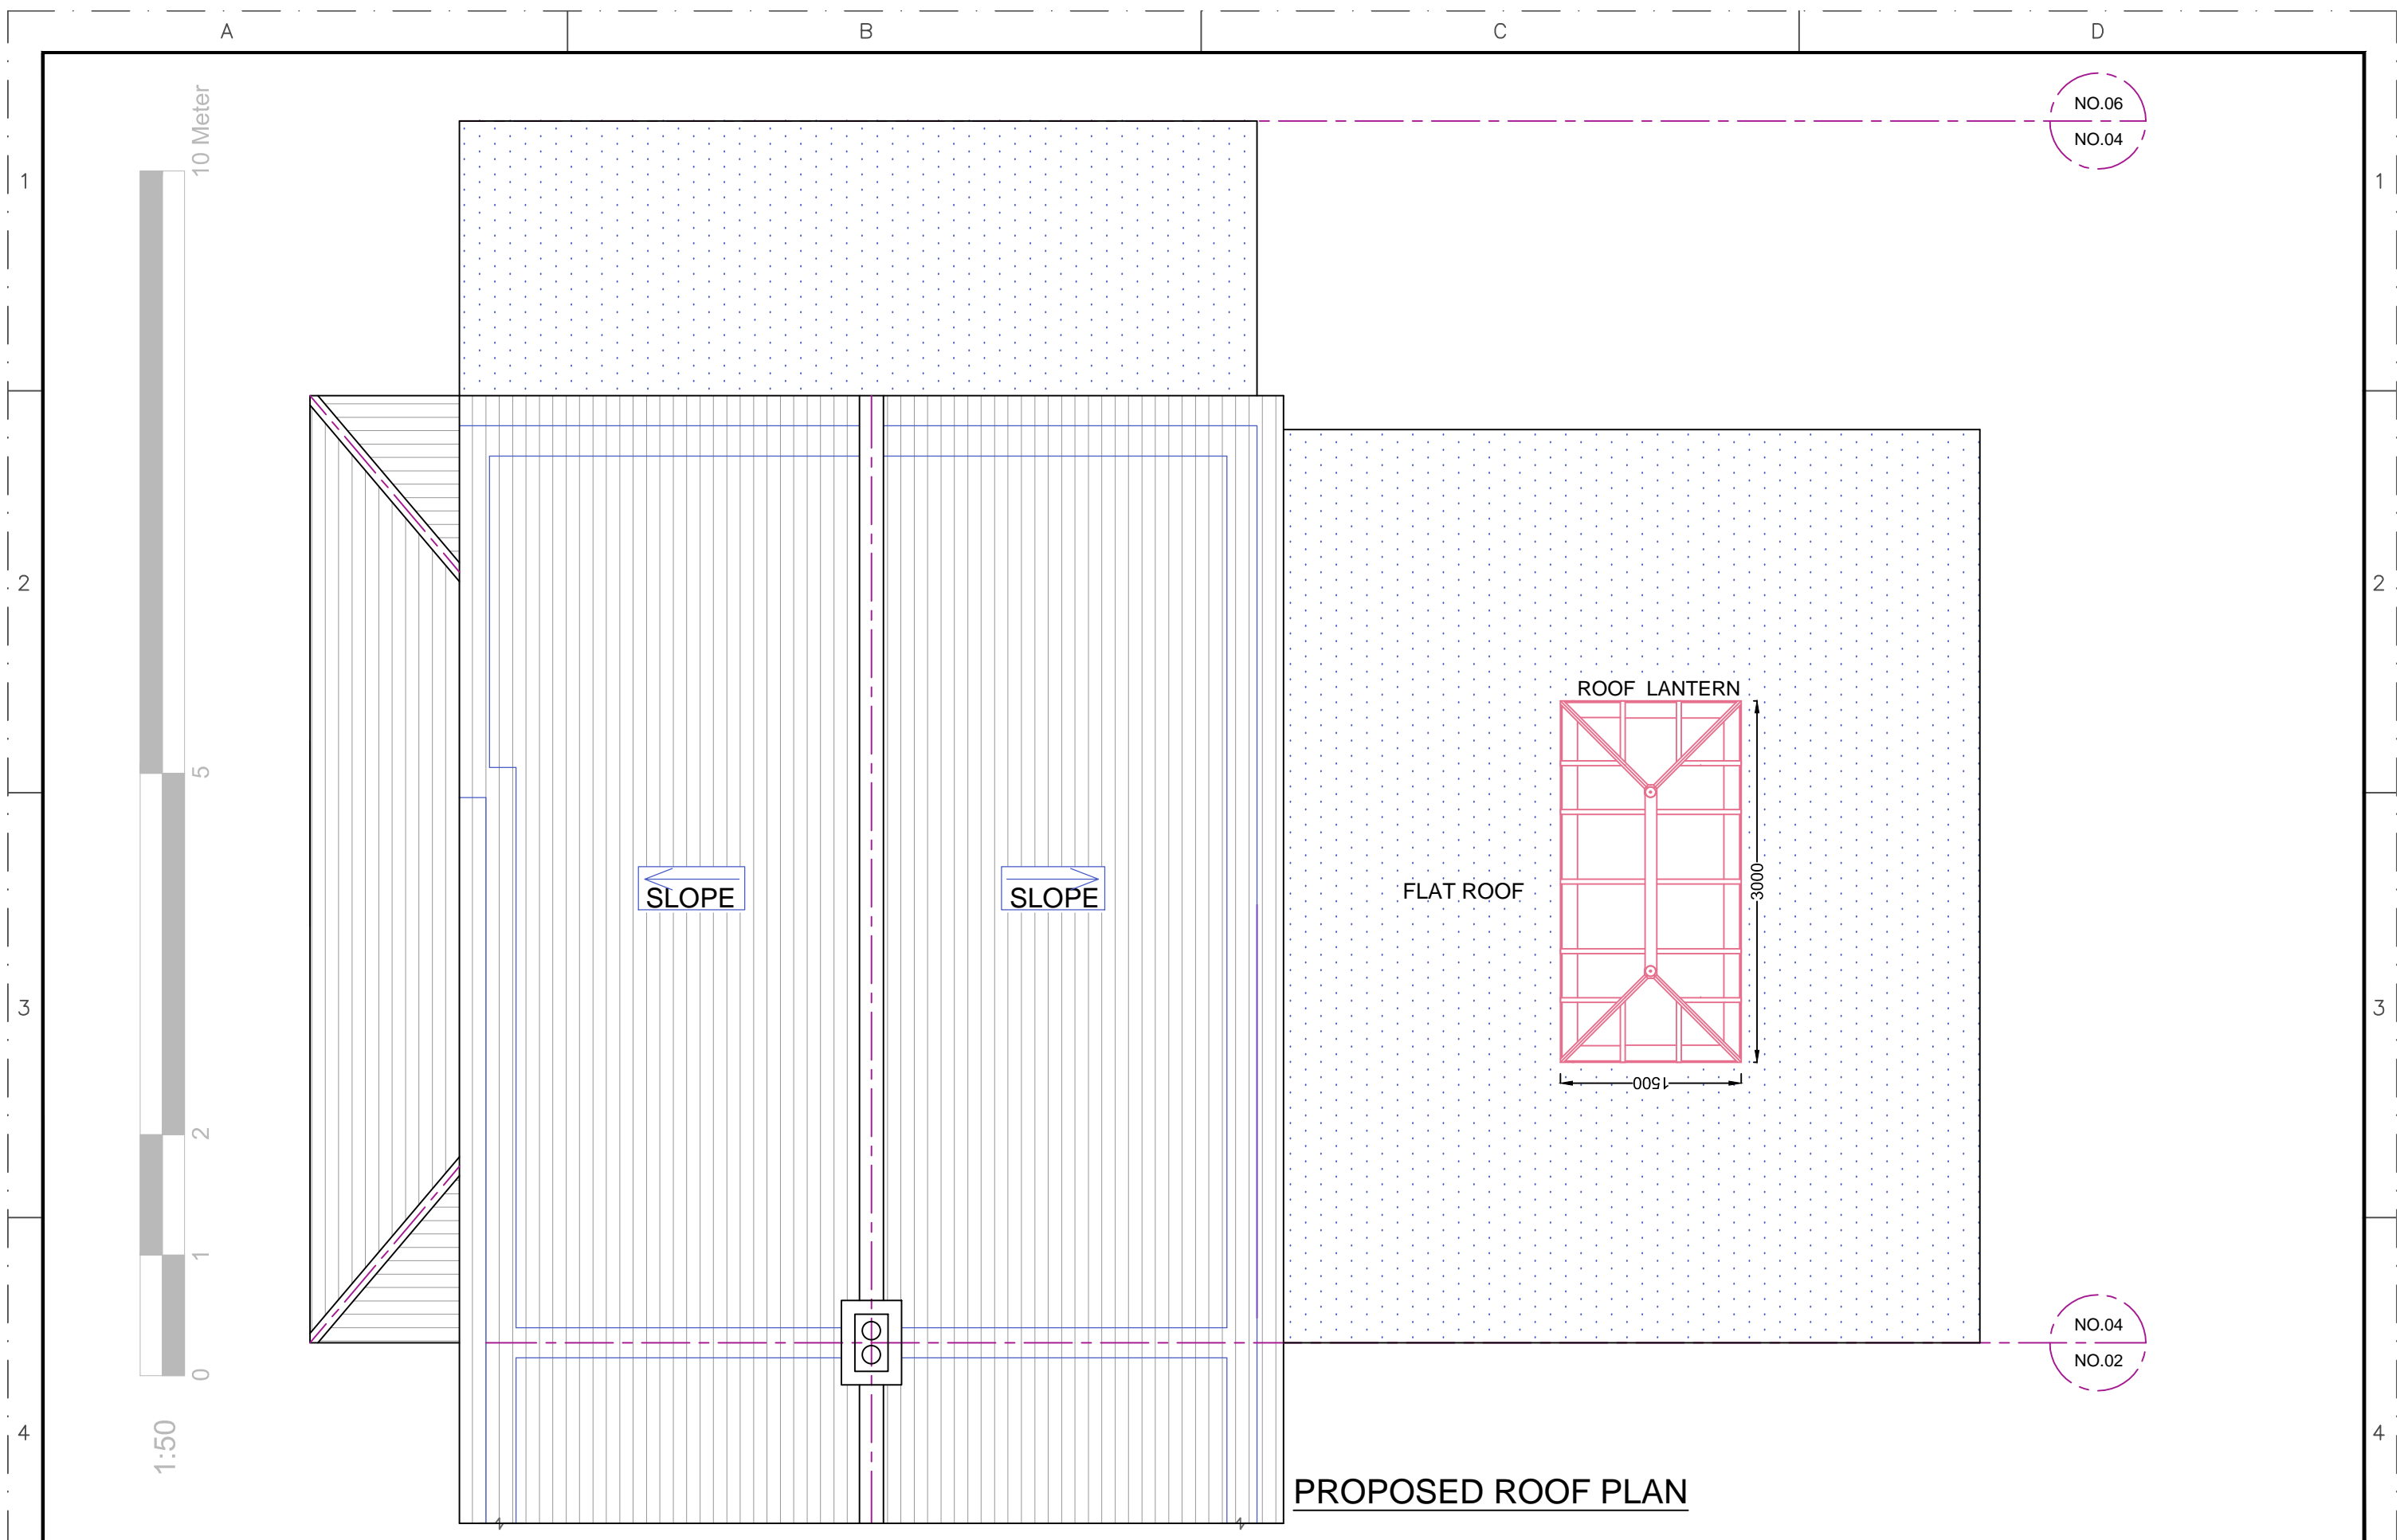 A B C D
10 Meter
NO.06
NO.04
1 1
2 2
ROOF LANTERN
5
SLOPE SLOPE FLAT ROOF 3000
3 3
1500
2
1
NO.04
NO.02
0
4 4
1:50
PROPOSED ROOF PLAN